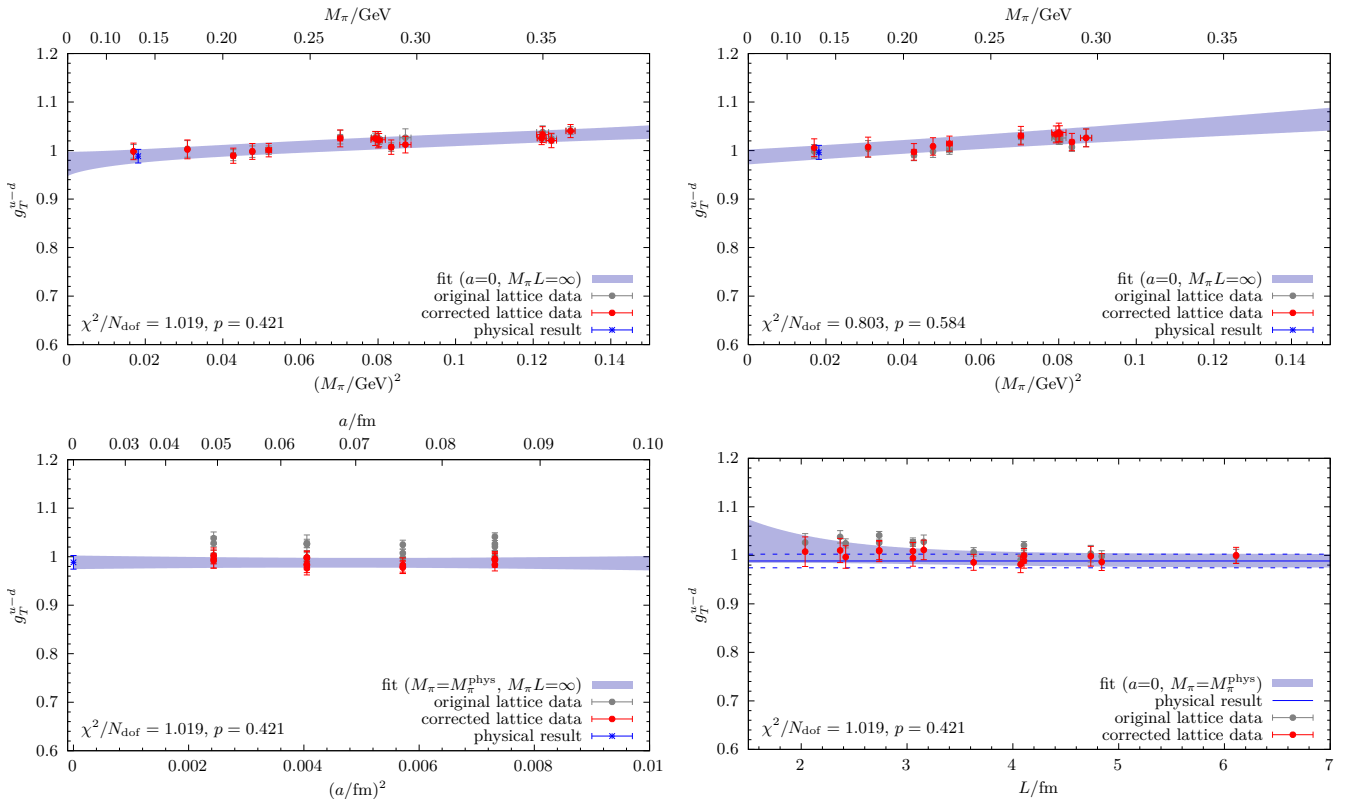 M_π/GeV
0 0.10 0.15 0.20 0.25 0.30 0.35
1.2
1.1
1
0.9
0.8
0.7
0.6
g_T^{u−d}
fit (a=0, M_πL=∞)
original lattice data
corrected lattice data
physical result
χ²/N_dof = 1.019, p = 0.421
0 0.02 0.04 0.06 0.08 0.1 0.12 0.14
(M_π/GeV)²
M_π/GeV
0 0.10 0.15 0.20 0.25 0.30 0.35
1.2
1.1
1
0.9
0.8
0.7
0.6
g_T^{u−d}
fit (a=0, M_πL=∞)
original lattice data
corrected lattice data
physical result
χ²/N_dof = 0.803, p = 0.584
0 0.02 0.04 0.06 0.08 0.1 0.12 0.14
(M_π/GeV)²
a/fm
0 0.03 0.04 0.05 0.06 0.07 0.08 0.09 0.10
1.2
1.1
1
0.9
0.8
0.7
0.6
g_T^{u−d}
fit (M_π=M_π^phys, M_πL=∞)
original lattice data
corrected lattice data
physical result
χ²/N_dof = 1.019, p = 0.421
0 0.002 0.004 0.006 0.008 0.01
(a/fm)²
1.2
1.1
1
0.9
0.8
0.7
0.6
g_T^{u−d}
fit (a=0, M_π=M_π^phys)
physical result
original lattice data
corrected lattice data
χ²/N_dof = 1.019, p = 0.421
2 3 4 5 6 7
L/fm